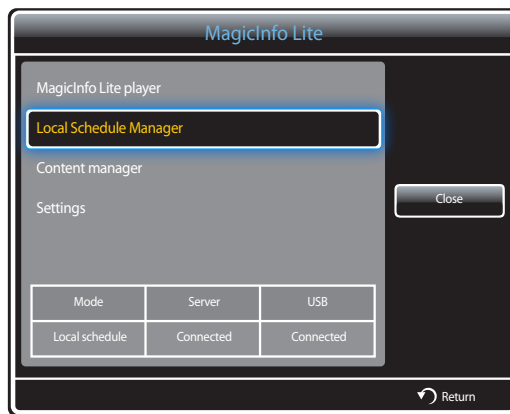 MagicInfo Lite
MagicInfo Lite player
Local Schedule Manager
Content manager
Settings
Close
Mode Server USB
Local schedule Connected Connected
Return